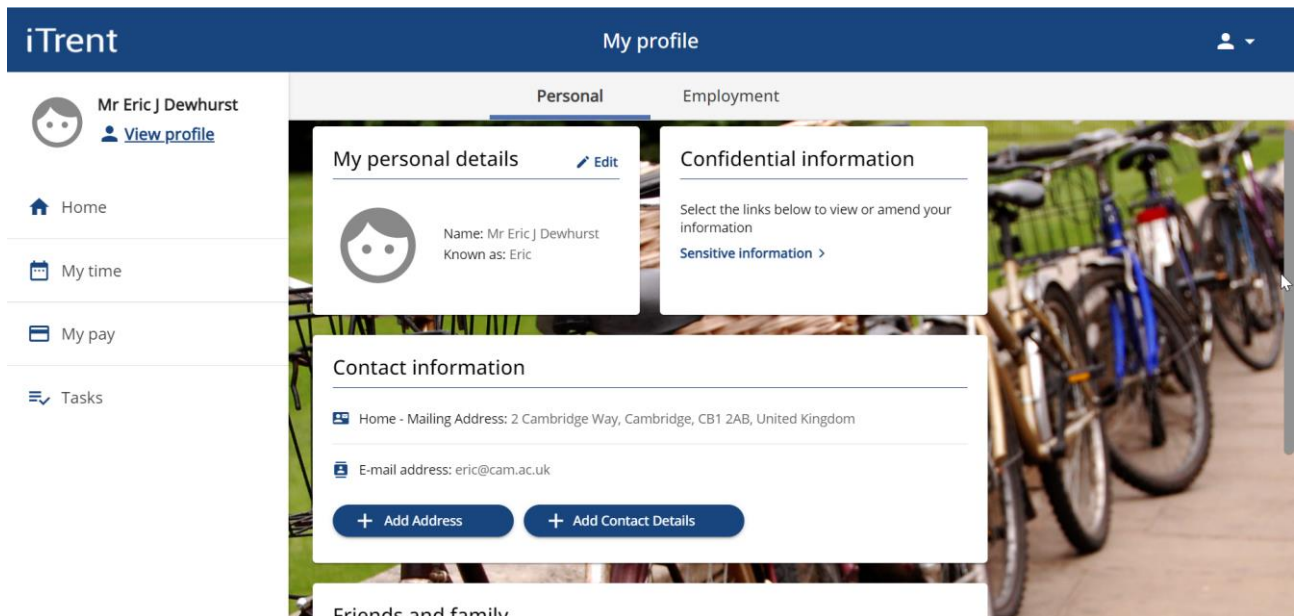 iTrent
My profile
Mr Eric J Dewhurst
View profile
Home
My time
My pay
Tasks
Personal
Employment
My personal details
Edit
Name: Mr Eric J Dewhurst
Known as: Eric
Confidential information
Select the links below to view or amend your
information
Sensitive information >
Contact information
Home - Mailing Address: 2 Cambridge Way, Cambridge, CB1 2AB, United Kingdom
E-mail address: eric@cam.ac.uk
+ Add Address
+ Add Contact Details
Friends and family